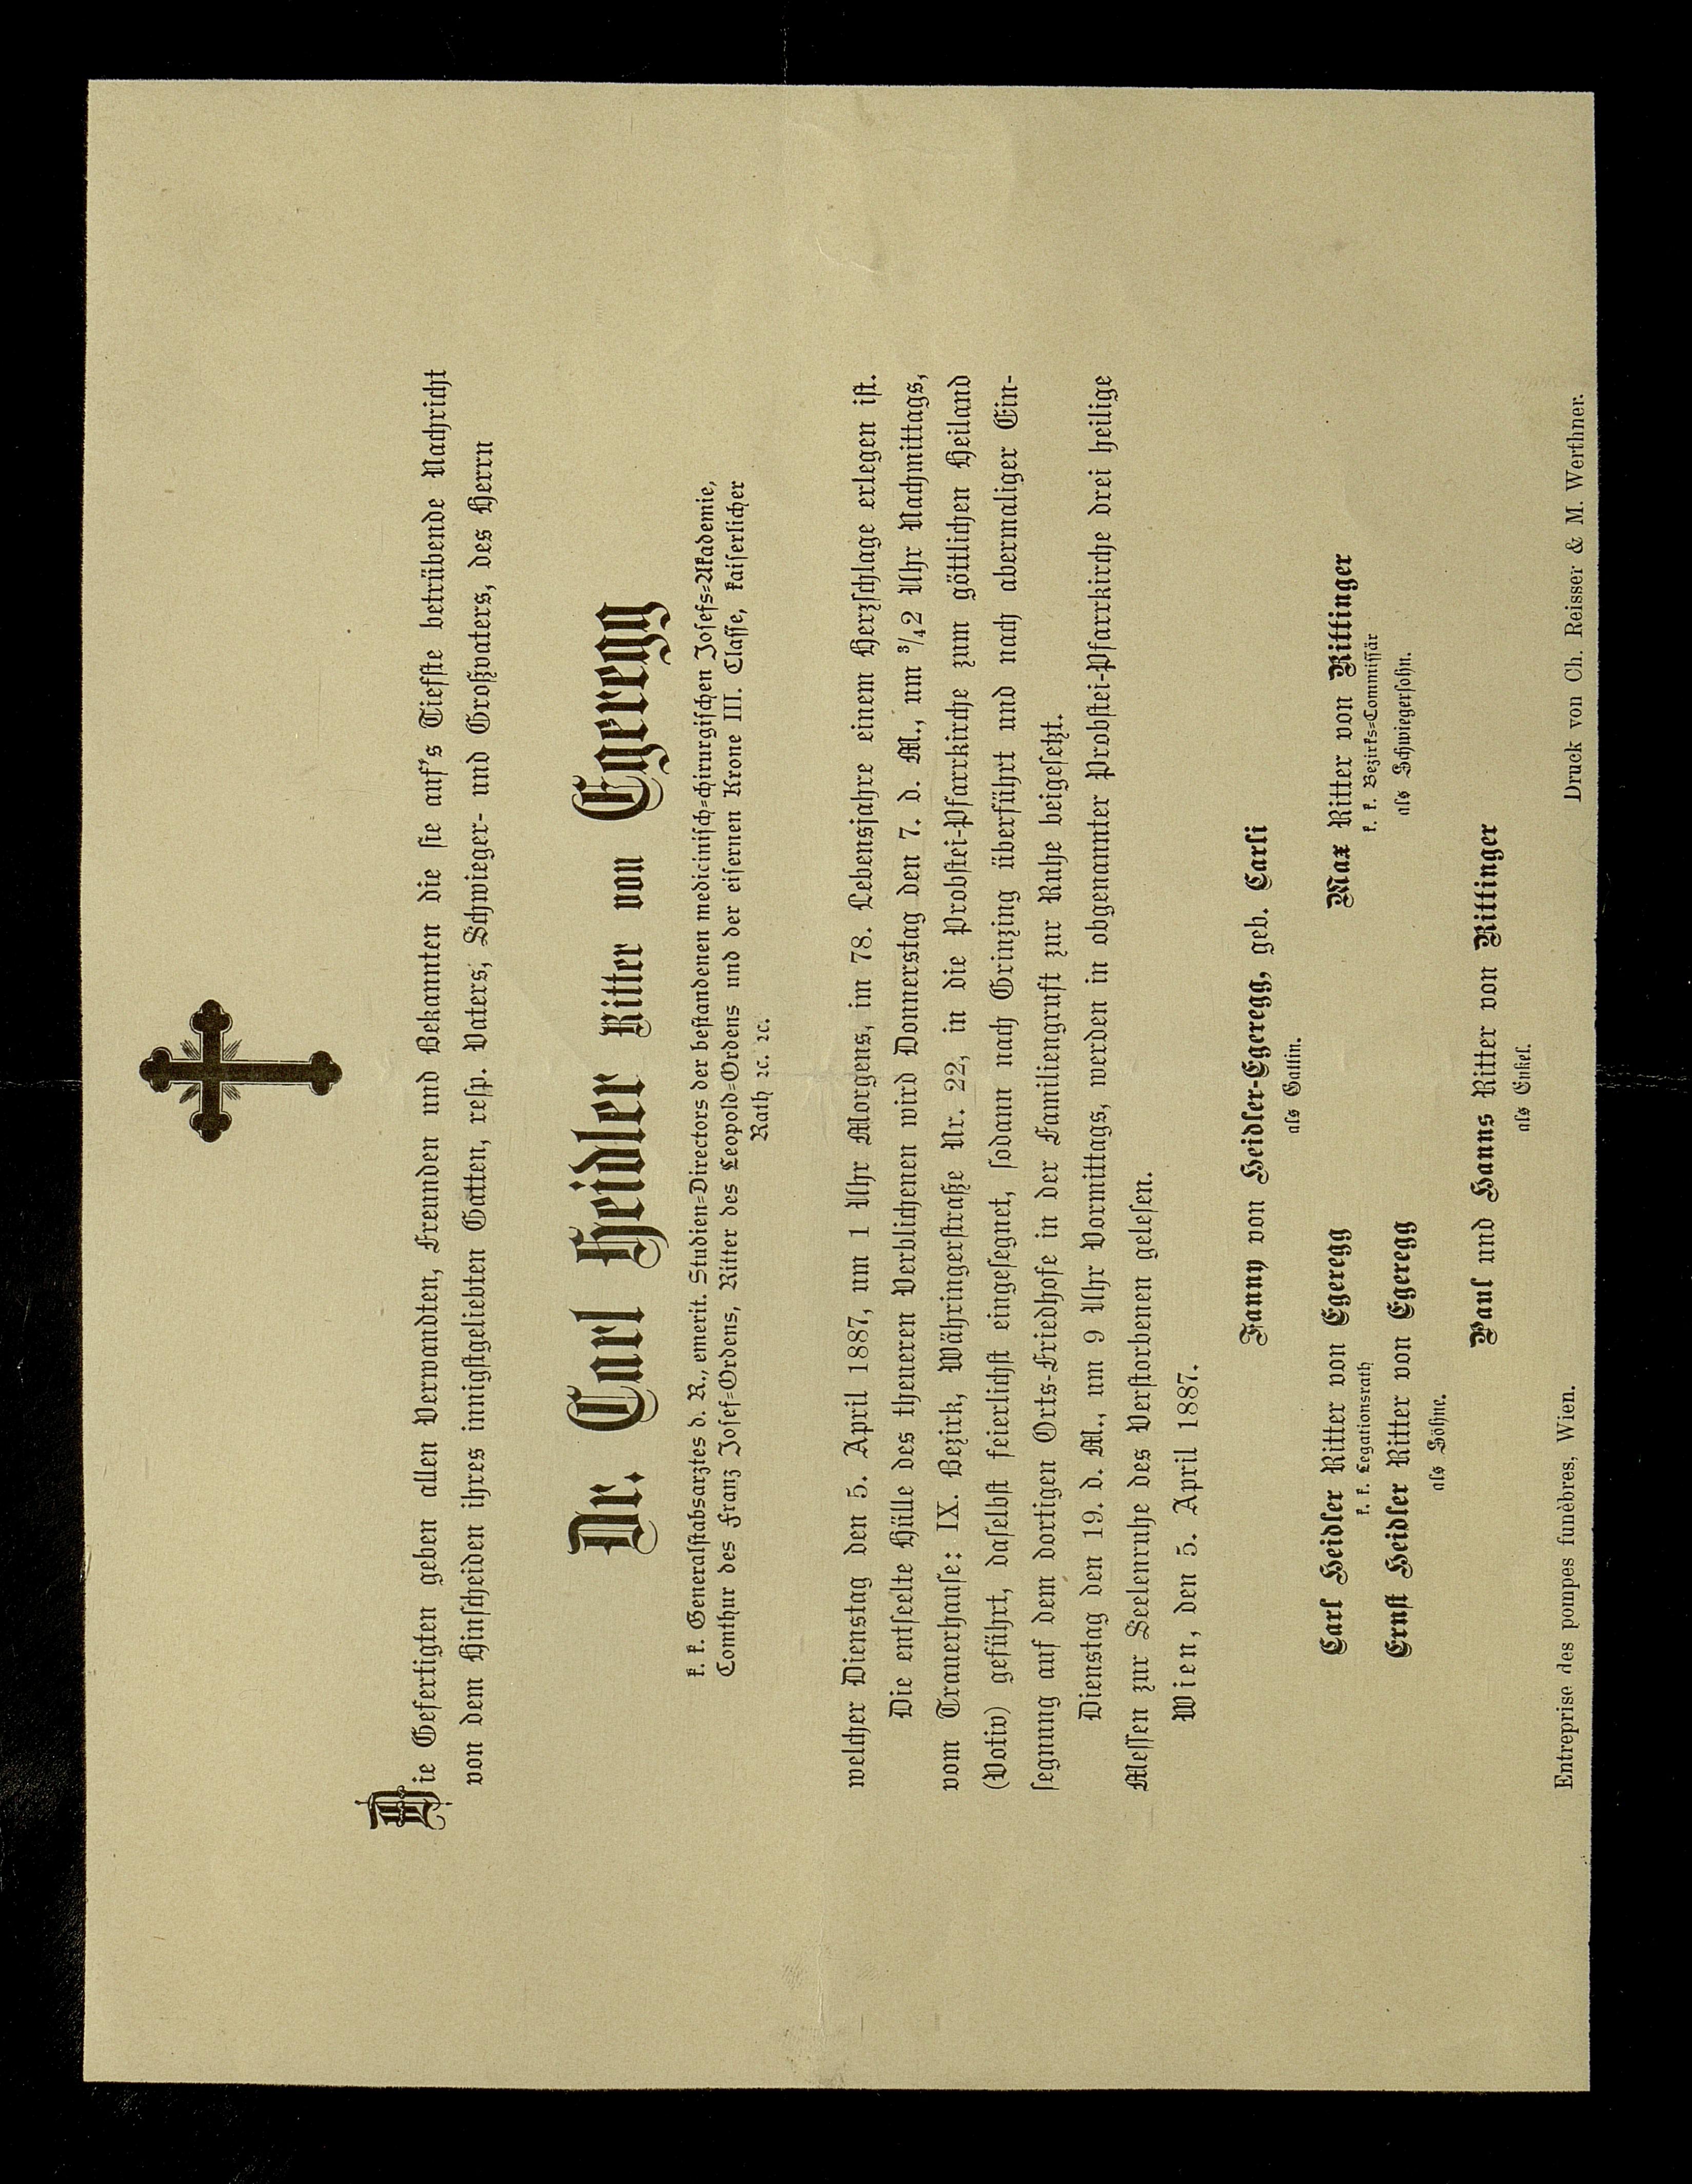 Die Gefertigten geben allen Verwandten, Freunden und Bekannten die sie auf's Tiefste betrübende Nachricht
von dem Hinscheiden ihres innigstgeliebten Gatten, resp. Vaters, Schwieger- und Großvaters, des Herrn
Dr. Carl Heidler Ritter von Egeregg
k. k. Generalstabsarztes d. R., emerit. Studien-Directors der bestandenen medicinisch-chirurgischen Josefs-Akademie,
Comthur des Franz Josef-Ordens, Ritter des Leopold-Ordens und der eisernen Krone III. Classe, kaiserlicher
Rath ꝛc. ꝛc.
welcher Dienstag den 5. April 1887, um 1 Uhr Morgens, im 78. Lebensjahre einem Herzschlage erlegen ist.
Die entseelte Hülle des theueren Verblichenen wird Donnerstag den 7. d. M., um 3/4 2 Uhr Nachmittags,
vom Trauerhause: IX. Bezirk, Währingerstraße Nr. 22, in die Probstei-Pfarrkirche zum göttlichen Heiland
(Votiv) geführt, daselbst feierlichst eingesegnet, sodann nach Grinzing überführt und nach abermaliger Ein-
segnung auf dem dortigen Orts-Friedhofe in der Familiengruft zur Ruhe beigesetzt.
Dienstag den 19. d. M., um 9 Uhr Vormittags, werden in obgenannter Probstei-Pfarrkirche drei heilige
Messen zur Seelenruhe des Verstorbenen gelesen.
Wien, den 5. April 1887.
Fanny von Heidler-Egeregg, geb. Carli
als Gattin.
Carl Heidler Ritter von Egeregg
k. k. Legationsrath
Ernst Heidler Ritter von Egeregg
als Söhne.
Max Ritter von Rittinger
k. k. Bezirks-Commissär
als Schwiegersohn.
Paul und Hanns Ritter von Rittinger
als Enkel.
Entreprise des pompes funèbres, Wien.
Druck von Ch. Reisser & M. Werthner.